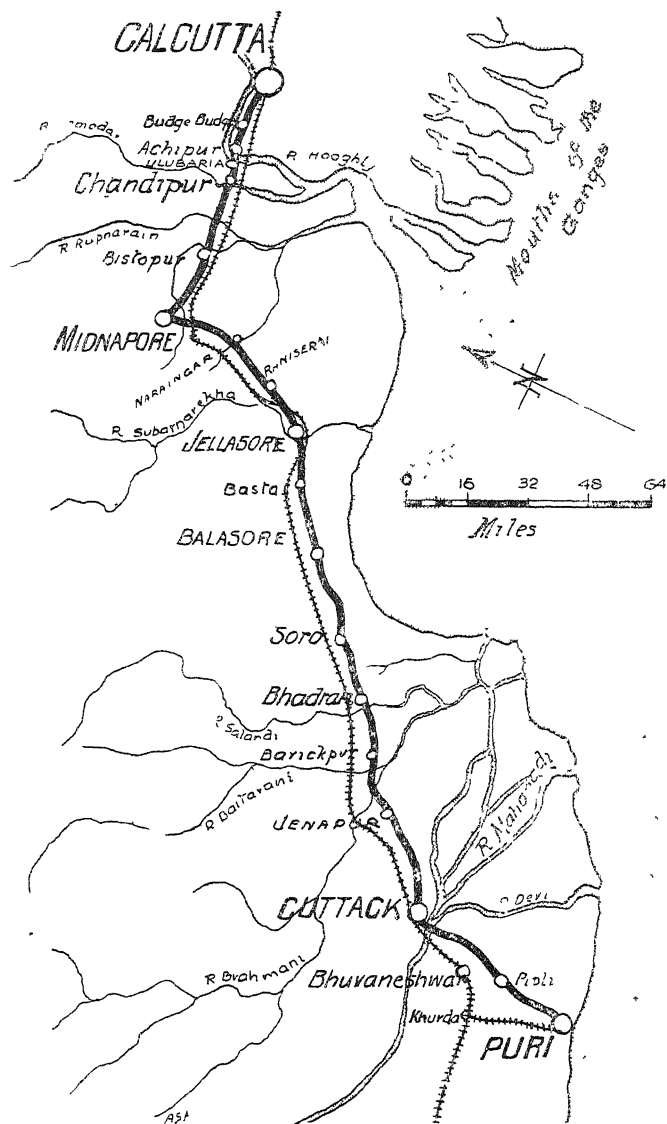 CALCUTTA
Budge Budge
Achipur
ULUBARIA
R Hooghly
Chandipur
Mouths of the
Ganges
R Rupnarain
Bistopur
MIDNAPORE
NARAINGAR
N
R Subarnarekha
JELLASORE
Basta
0 16 32 48 64
Miles
BALASORE
Soro
Bhadrak
R Salandi
Barickpur
R Baitarani
JENAPUR
R Mahonadi
CUTTACK
Devi
R Brahmani
Bhuvaneshwar
Pipli
Khurda
PURI